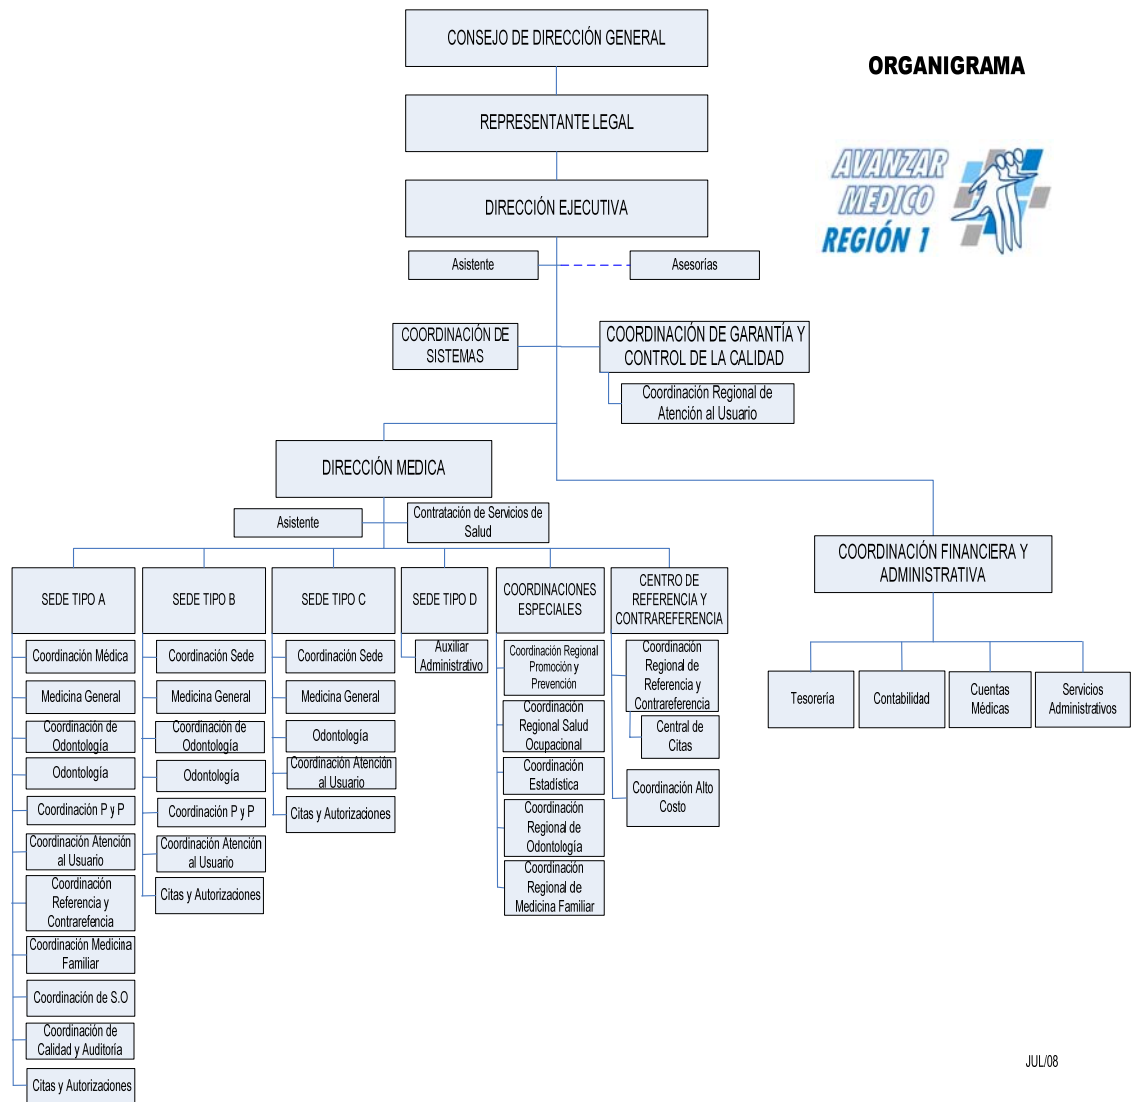 CONSEJO DE DIRECCIÓN GENERAL
ORGANIGRAMA
REPRESENTANTE LEGAL
AVANZAR
MEDICO
REGIÓN 1
DIRECCIÓN EJECUTIVA
Asistente
Asesorías
COORDINACIÓN DE
SISTEMAS
COORDINACIÓN DE GARANTÍA Y
CONTROL DE LA CALIDAD
Coordinación Regional de
Atención al Usuario
DIRECCIÓN MEDICA
Asistente
Contratación de Servicios de
Salud
COORDINACIÓN FINANCIERA Y
ADMINISTRATIVA
Tesorería
Contabilidad
Cuentas
Médicas
Servicios
Administrativos
SEDE TIPO A
Coordinación Médica
Medicina General
Coordinación de
Odontología
Odontología
Coordinación P y P
Coordinación Atención
al Usuario
Coordinación
Referencia y
Contrarefencia
Coordinación Medicina
Familiar
Coordinación de S.O
Coordinación de
Calidad y Auditoría
Citas y Autorizaciones
SEDE TIPO B
Coordinación Sede
Medicina General
Coordinación de
Odontología
Odontología
Coordinación P y P
Coordinación Atención
al Usuario
Citas y Autorizaciones
SEDE TIPO C
Coordinación Sede
Medicina General
Odontología
Coordinación Atención
al Usuario
Citas y Autorizaciones
SEDE TIPO D
Auxiliar
Administrativo
COORDINACIONES
ESPECIALES
Coordinación Regional
Promoción y
Prevención
Coordinación
Regional Salud
Ocupacional
Coordinación
Estadística
Coordinación
Regional de
Odontología
Coordinación
Regional de
Medicina Familiar
CENTRO DE
REFERENCIA Y
CONTRAREFERENCIA
Coordinación
Regional de
Referencia y
Contrareferencia
Central de
Citas
Coordinación Alto
Costo
JUL/08